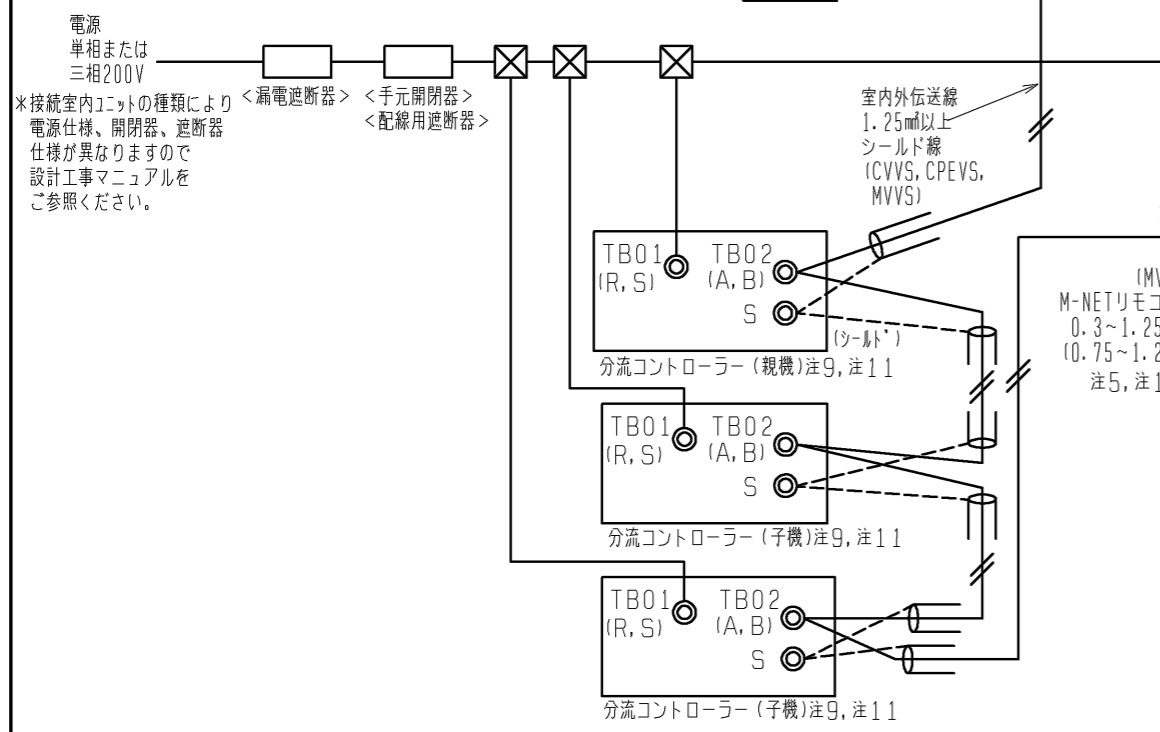 電源
単相または
三相200V
*接続室内ユニットの種類により
電源仕様、開閉器、遮断器
仕様が異なりますので
設計工事マニュアルを
ご参照ください。
<漏電遮断器>
<手元開閉器>
<配線用遮断器>
室内外伝送線
1.25㎟以上
シールド線
(CVVS,CPEVS,
MVVS)
TB01
(R,S)
TB02
(A,B)
S
(シールド)
分流コントローラー(親機)注9,注11
TB01
(R,S)
TB02
(A,B)
S
分流コントローラー(子機)注9,注11
TB01
(R,S)
TB02
(A,B)
S
分流コントローラー(子機)注9,注11
(MV
M-NETリモコ
0.3~1.25
(0.75~1.2
注5,注1